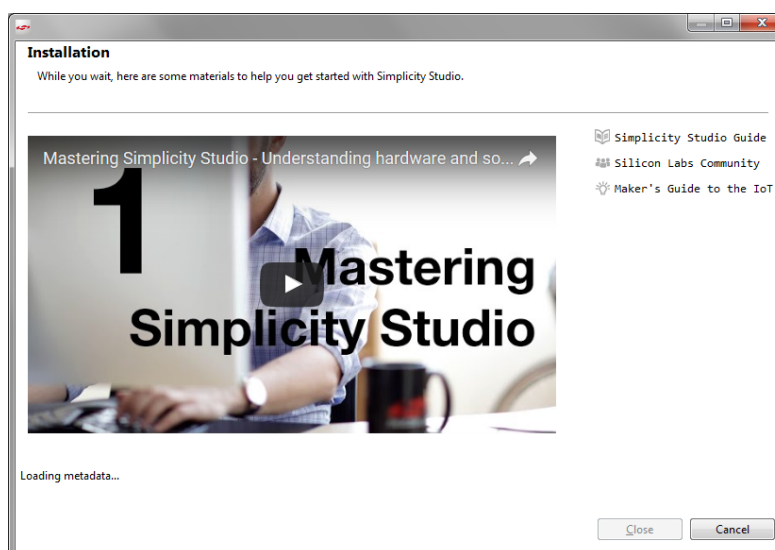 Installation
While you wait, here are some materials to help you get started with Simplicity Studio.
Mastering Simplicity Studio - Understanding hardware and so...
1
Mastering
Simplicity Studio
Simplicity Studio Guide
Silicon Labs Community
Maker's Guide to the IoT
Loading metadata...
Close
Cancel